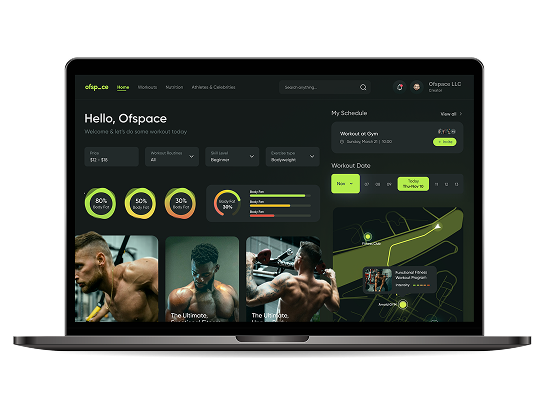 ofsp_ce
Home
Workouts
Nutrition
Athletes & Celebrities
Search anything...
Ofspace LLC
Creator
Hello, Ofspace
Welcome & let's do some workout today
Price
$12 - $18
Workout Routines
All
Skill Level
Beginner
Exercise type
Bodyweight
80%
Body Fat
50%
Body Fat
30%
Body Fat
Body Fat
30%
Body Fat
Body Fat
Body Fat
The Ultimate,
The Ultimate,
My Schedule
View all
Workout at Gym
Sunday, March 21 | 10:00
Workout Date
Nov
07
08
09
Today
Thu-Nov 10
11
12
13
Functional Fitness
Workout Program
Intensity